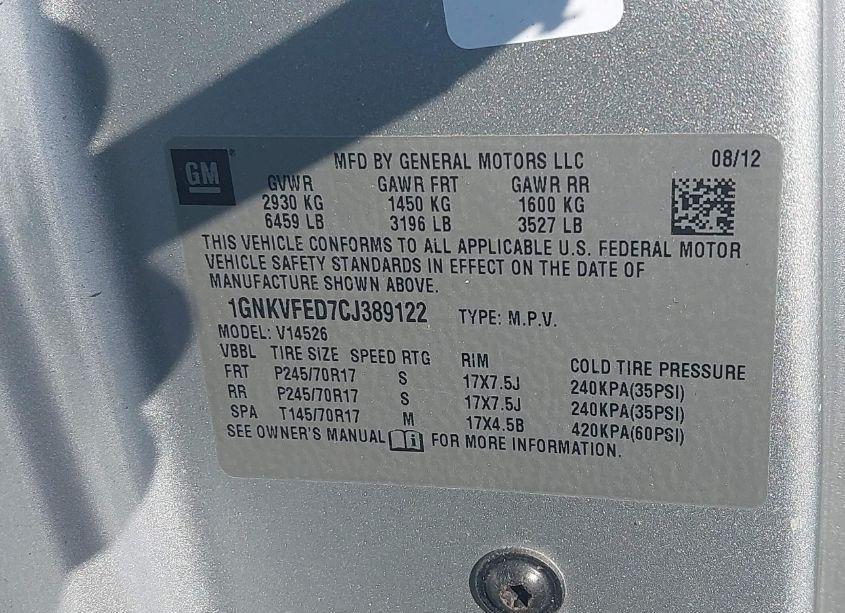 GM
MFD BY GENERAL MOTORS LLC 08/12
GVWR GAWR FRT GAWR RR
2930 KG 1450 KG 1600 KG
6459 LB 3196 LB 3527 LB
THIS VEHICLE CONFORMS TO ALL APPLICABLE U.S. FEDERAL MOTOR
VEHICLE SAFETY STANDARDS IN EFFECT ON THE DATE OF
MANUFACTURE SHOWN ABOVE.
1GNKVFED7CJ389122 TYPE: M.P.V.
MODEL: V14526
VBBL TIRE SIZE SPEED RTG RIM COLD TIRE PRESSURE
FRT P245/70R17 S 17X7.5J 240KPA(35PSI)
RR P245/70R17 S 17X7.5J 240KPA(35PSI)
SPA T145/70R17 M 17X4.5B 420KPA(60PSI)
SEE OWNER'S MANUAL FOR MORE INFORMATION.